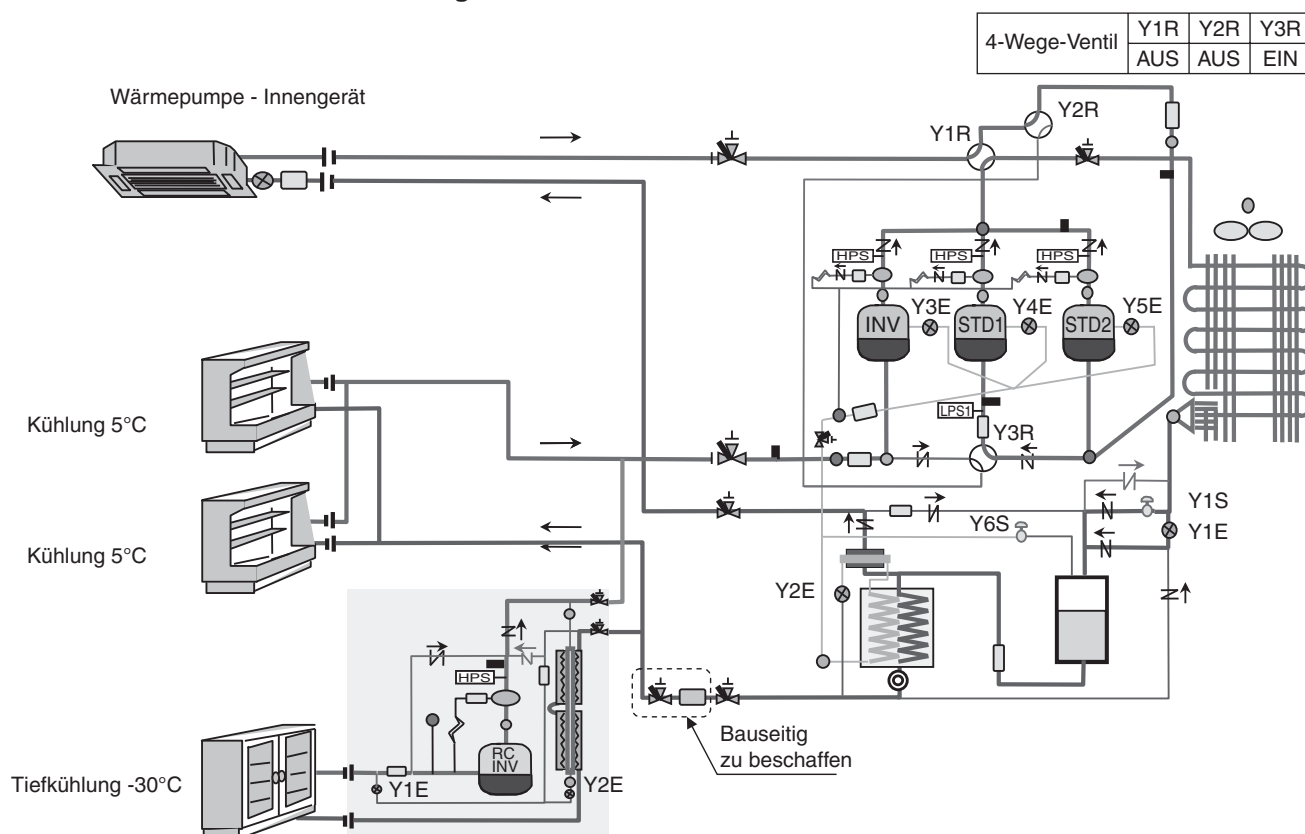 g
4-Wege-Ventil Y1R Y2R Y3R
AUS AUS EIN
Wärmepumpe - Innengerät
Y2R
Y1R
HPS HPS HPS
INV Y3E STD1 Y4E STD2 Y5E
LPS1
Y3R
Kühlung 5°C
Kühlung 5°C
Y1S
Y6S
Y1E
Y2E
HPS
RC
INV
Y1E
Y2E
Bauseitig
zu beschaffen
Tiefkühlung -30°C